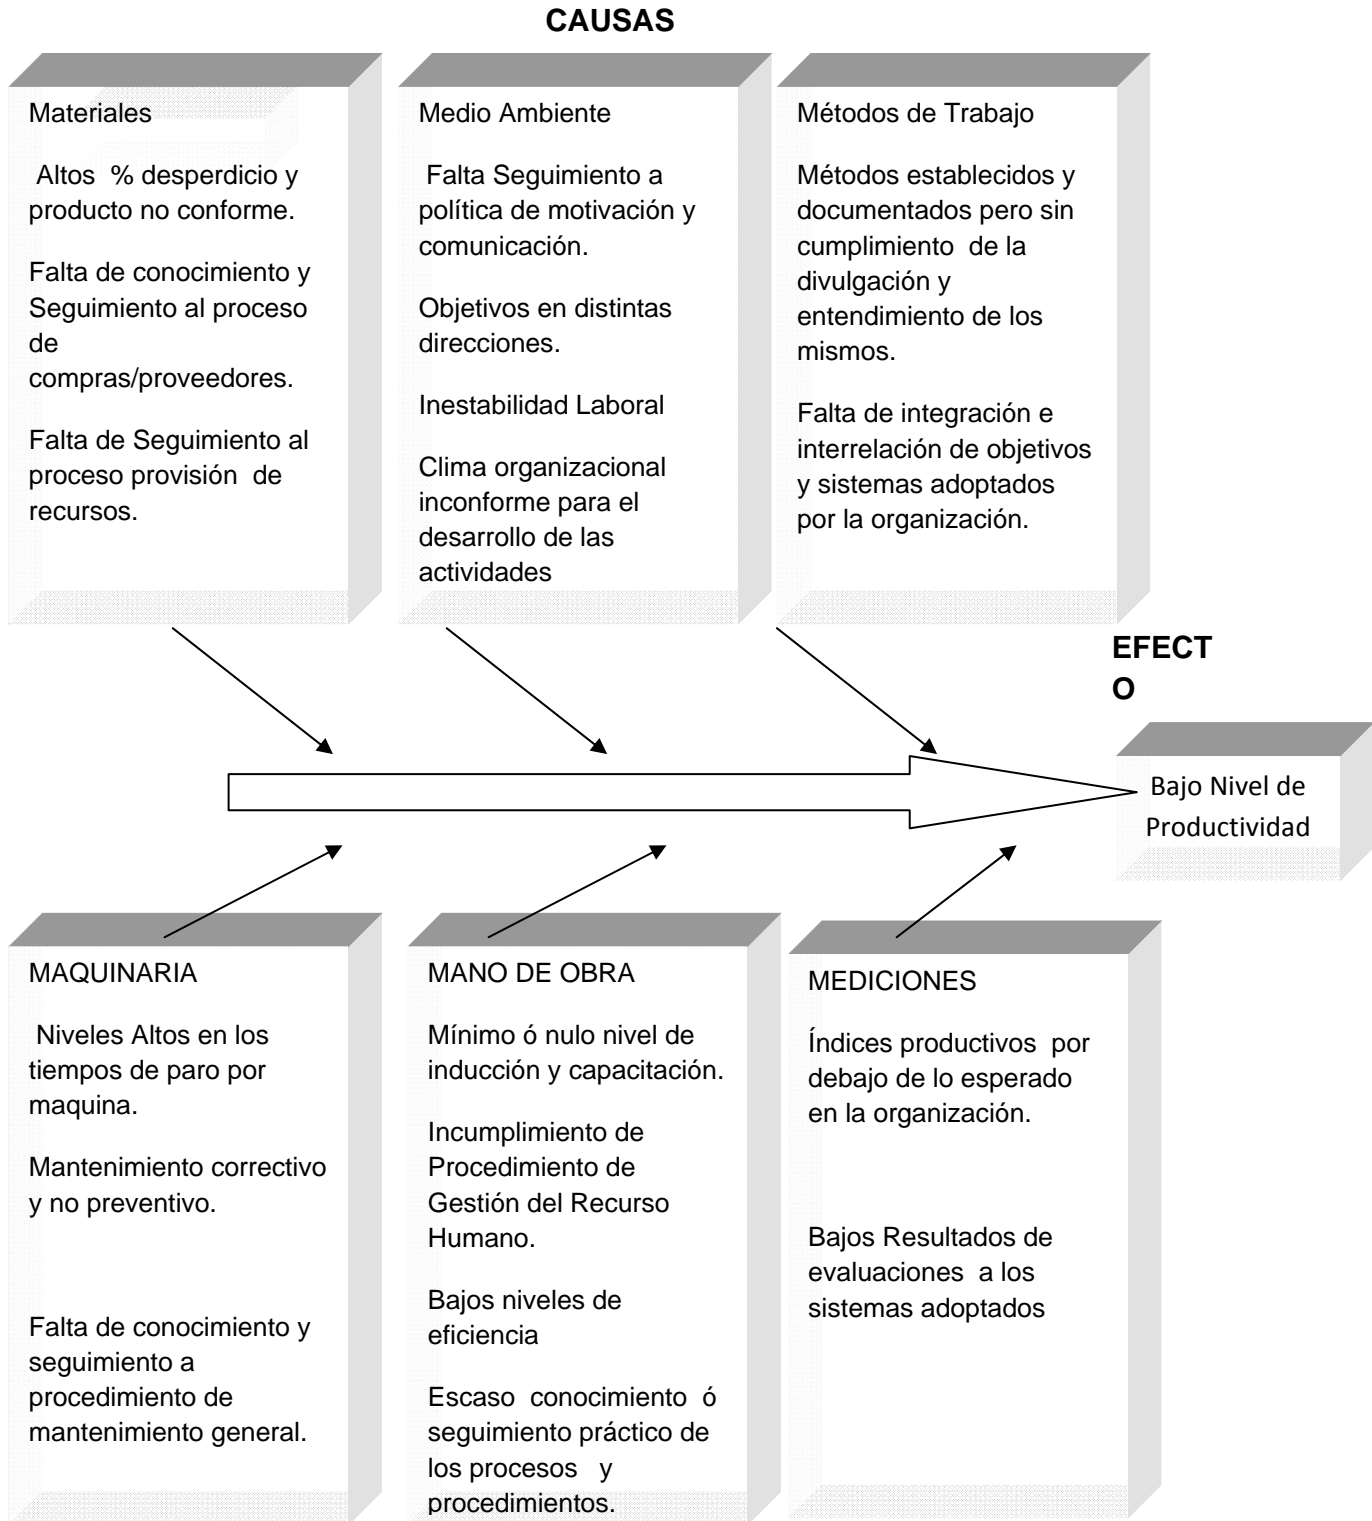 CAUSAS
Materiales
Altos % desperdicio y
producto no conforme.
Falta de conocimiento y
Seguimiento al proceso
de
compras/proveedores.
Falta de Seguimiento al
proceso provisión de
recursos.
Medio Ambiente
Falta Seguimiento a
política de motivación y
comunicación.
Objetivos en distintas
direcciones.
Inestabilidad Laboral
Clima organizacional
inconforme para el
desarrollo de las
actividades
Métodos de Trabajo
Métodos establecidos y
documentados pero sin
cumplimiento de la
divulgación y
entendimiento de los
mismos.
Falta de integración e
interrelación de objetivos
y sistemas adoptados
por la organización.
EFECT
O
Bajo Nivel de
Productividad
MAQUINARIA
Niveles Altos en los
tiempos de paro por
maquina.
Mantenimiento correctivo
y no preventivo.
Falta de conocimiento y
seguimiento a
procedimiento de
mantenimiento general.
MANO DE OBRA
Mínimo ó nulo nivel de
inducción y capacitación.
Incumplimiento de
Procedimiento de
Gestión del Recurso
Humano.
Bajos niveles de
eficiencia
Escaso conocimiento ó
seguimiento práctico de
los procesos y
procedimientos.
MEDICIONES
Índices productivos por
debajo de lo esperado
en la organización.
Bajos Resultados de
evaluaciones a los
sistemas adoptados